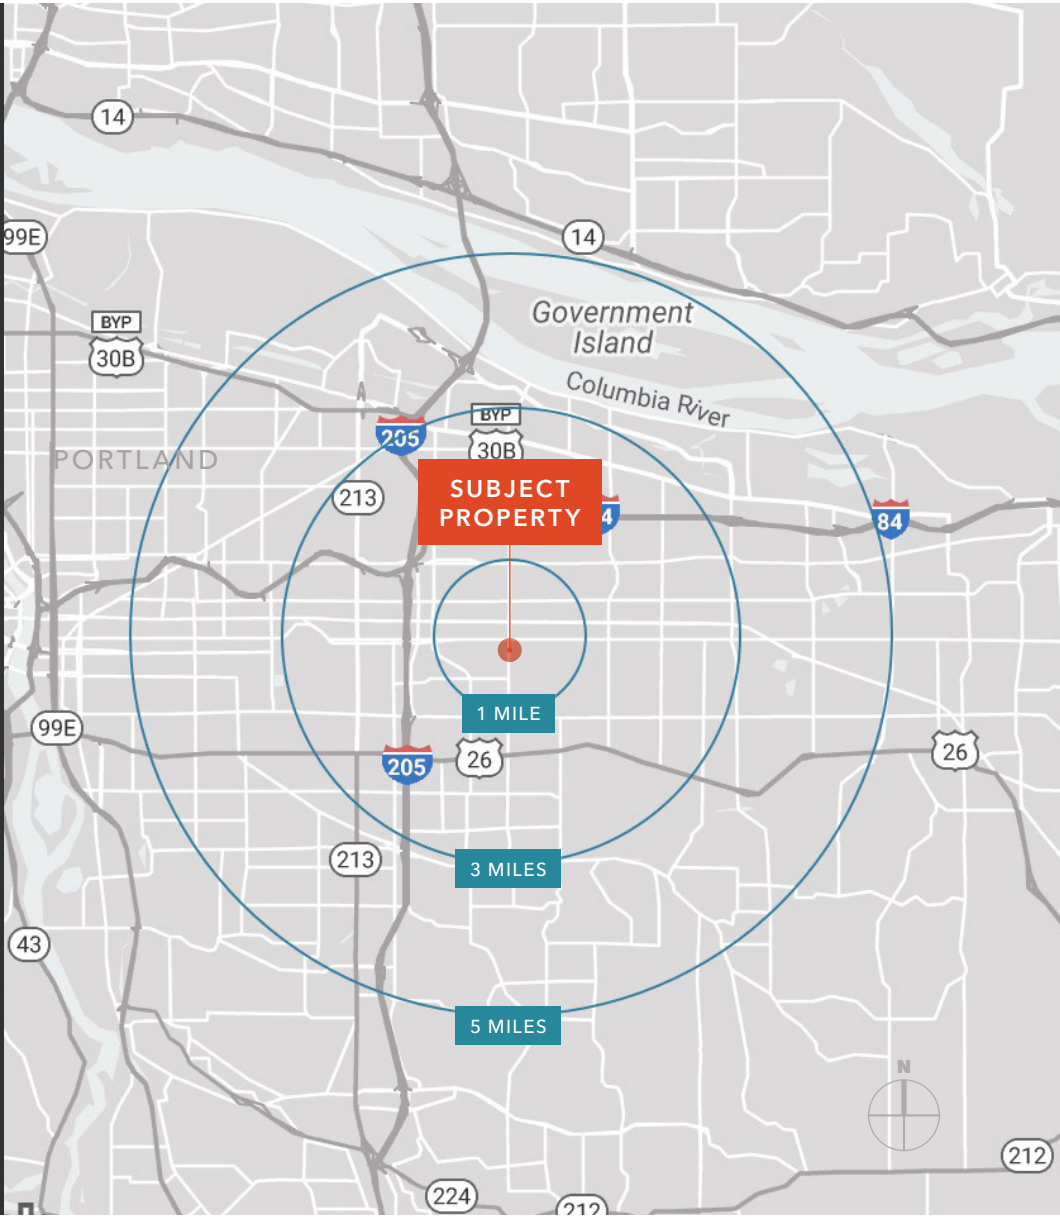 14
99E
14
Government
Island
BYP
30B
Columbia River
BYP
30B
205
PORTLAND
213
SUBJECT
PROPERTY
4
84
1 MILE
99E
205
26
26
213
3 MILES
43
5 MILES
N
212
224
212